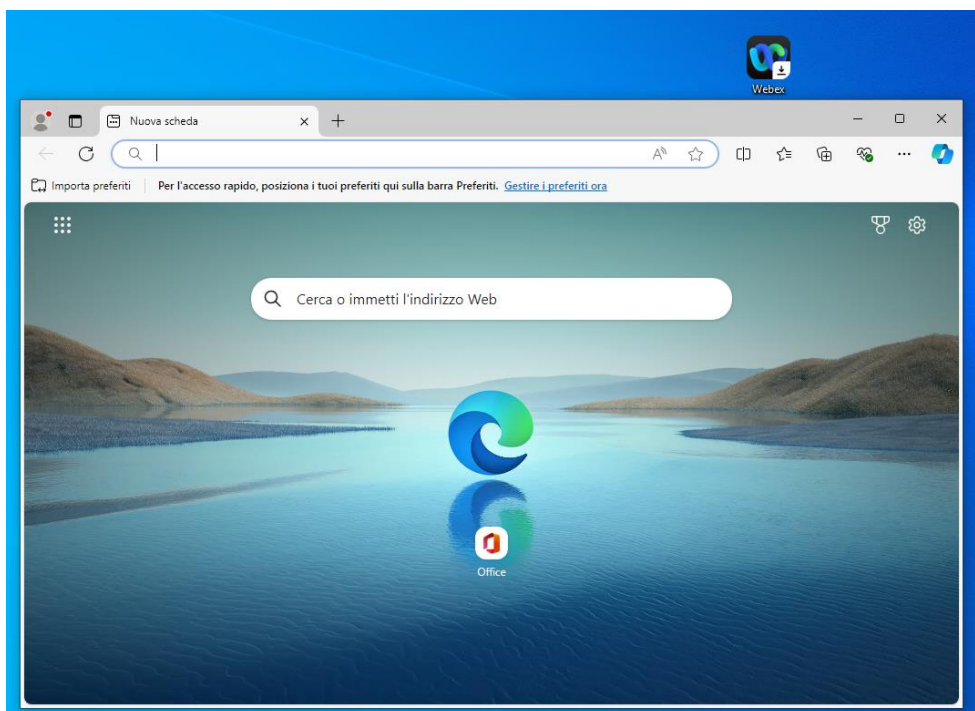 Webex
Nuova scheda
Importa preferiti Per l'accesso rapido, posiziona i tuoi preferiti qui sulla barra Preferiti. Gestire i preferiti ora
Cerca o immetti l'indirizzo Web
Office